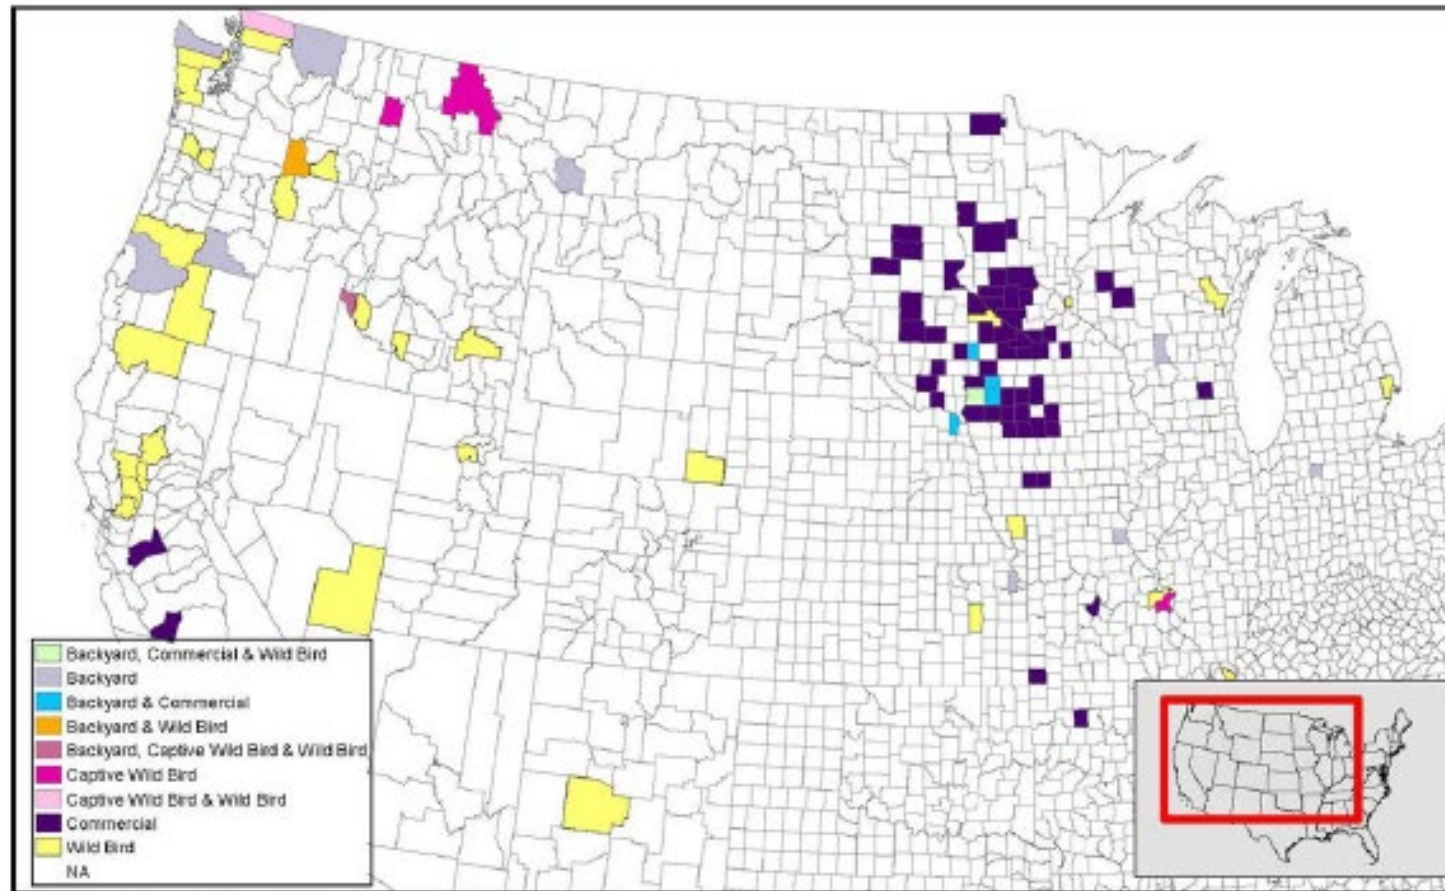 Backyard, Commercial & Wild Bird
Backyard
Backyard & Commercial
Backyard & Wild Bird
Backyard, Captive Wild Bird & Wild Bird
Captive Wild Bird
Captive Wild Bird & Wild Bird
Commercial
Wild Bird
NA